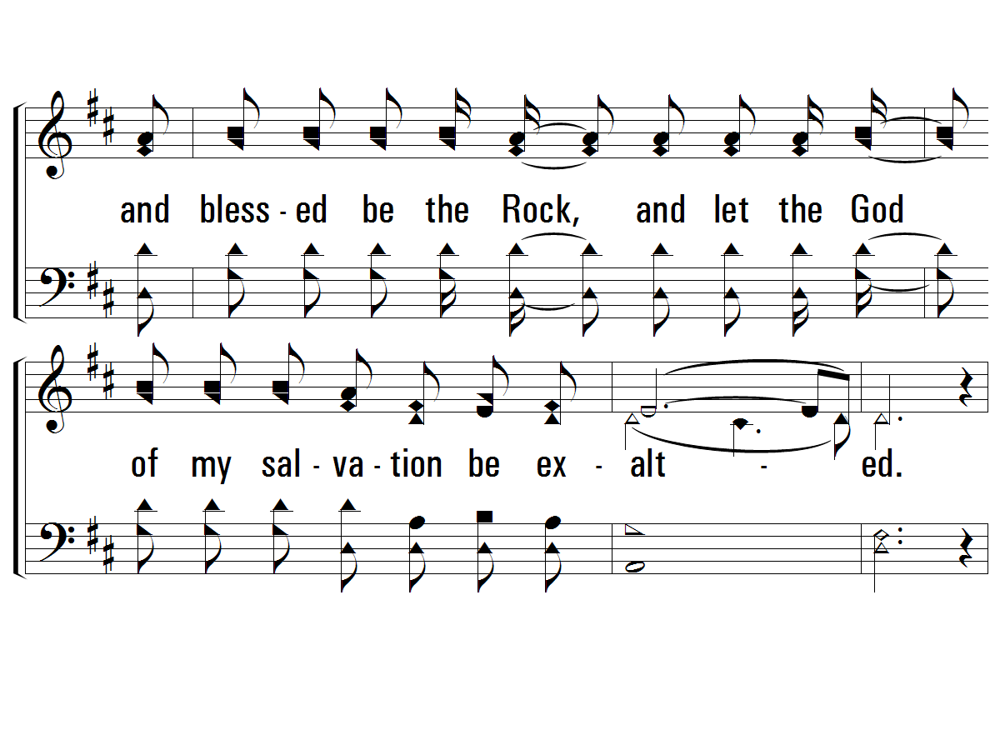 and bless - ed be the Rock, and let the God
of my sal - va - tion be ex - alt - ed.